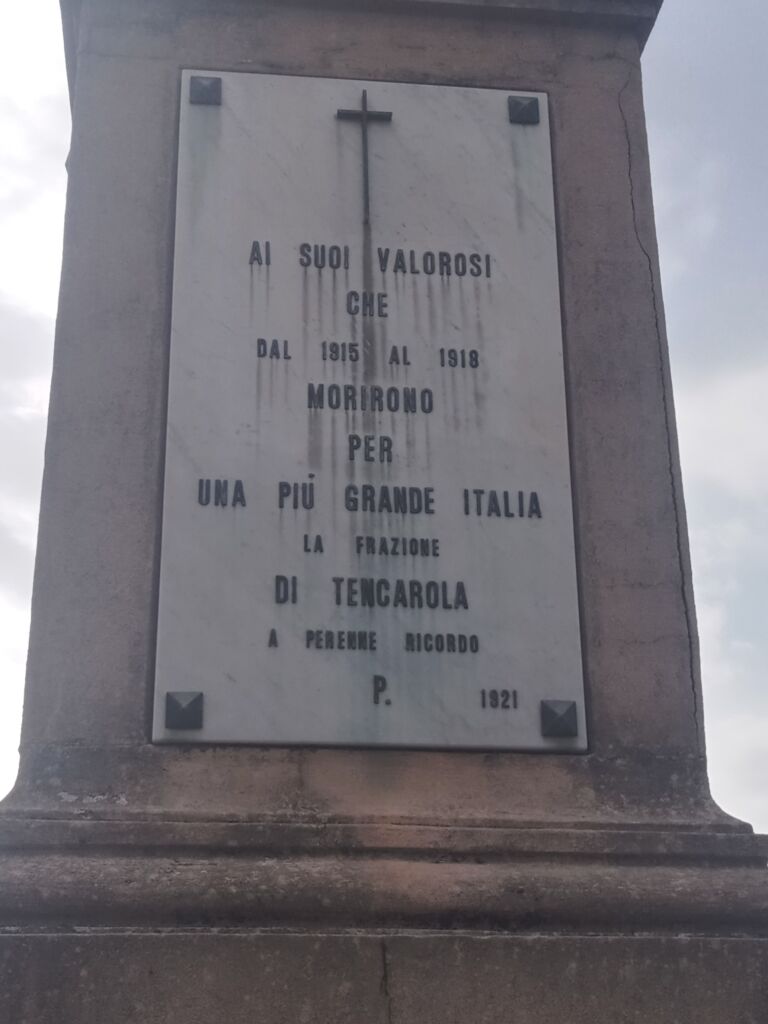 AI SUOI VALOROSI
CHE
DAL 1915 AL 1918
MORIRONO
PER
UNA PIÚ GRANDE ITALIA
LA FRAZIONE
DI TENCAROLA
A PERENNE RICORDO
P. 1921